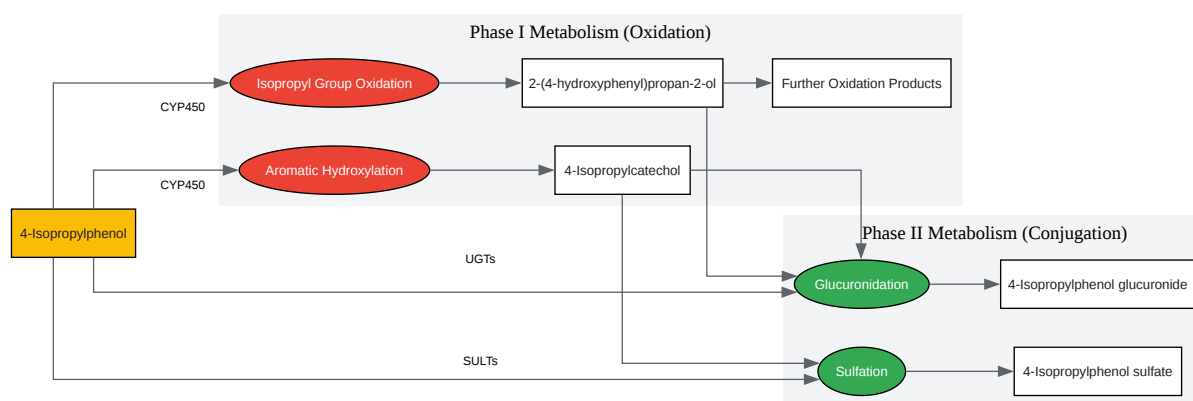 Phase I Metabolism (Oxidation)
Isopropyl Group Oxidation
2-(4-hydroxyphenyl)propan-2-ol
Further Oxidation Products
CYP450
Aromatic Hydroxylation
4-Isopropylcatechol
CYP450
4-Isopropylphenol
Phase II Metabolism (Conjugation)
UGTs
Glucuronidation
4-Isopropylphenol glucuronide
SULTs
Sulfation
4-Isopropylphenol sulfate